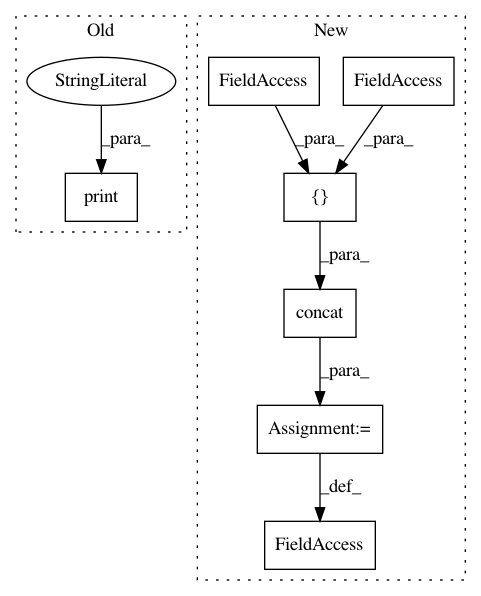 Old
New
StringLiteral
FieldAccess
FieldAccess
_para_
_para_
_para_
print
{}
_para_
concat
_para_
Assignment:=
_def_
FieldAccess